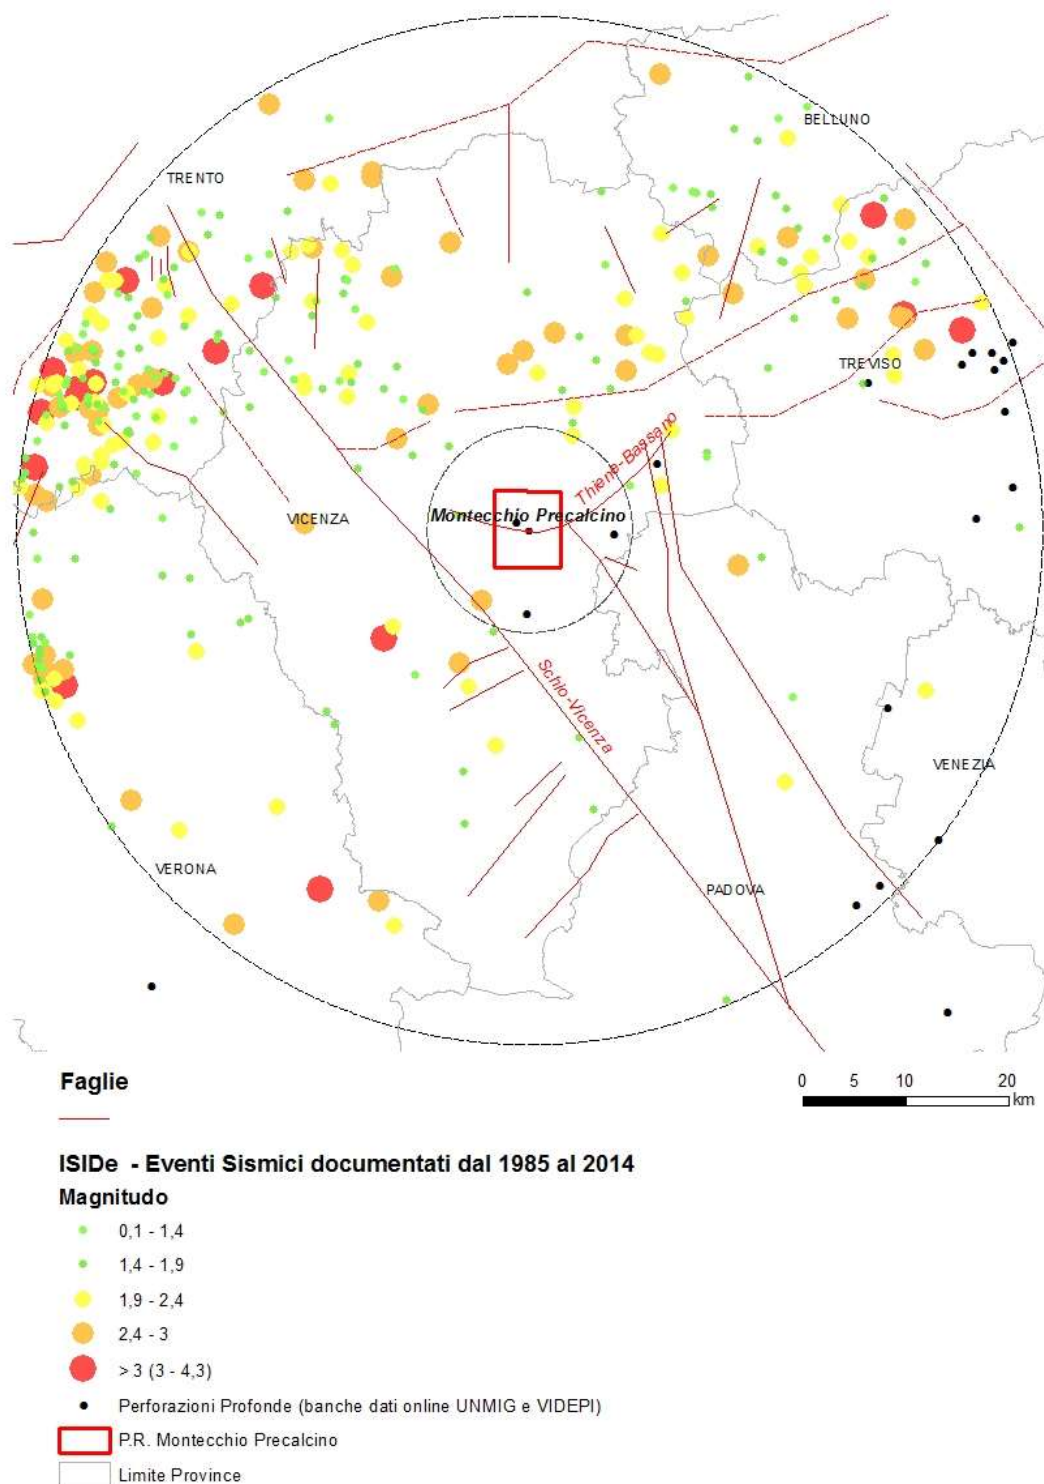 BELLUNO
TRENTO
TREVISO
Thiene-Bassano
Montecchio Precalcino
VICENZA
Schio-Vicenza
VENEZIA
VERONA
PADOVA
Faglie
0 5 10 20
km
ISIDe - Eventi Sismici documentati dal 1985 al 2014
Magnitudo
0,1 - 1,4
1,4 - 1,9
1,9 - 2,4
2,4 - 3
> 3 (3 - 4,3)
Perforazioni Profonde (banche dati online UNMIG e VIDEPI)
P.R. Montecchio Precalcino
Limite Province